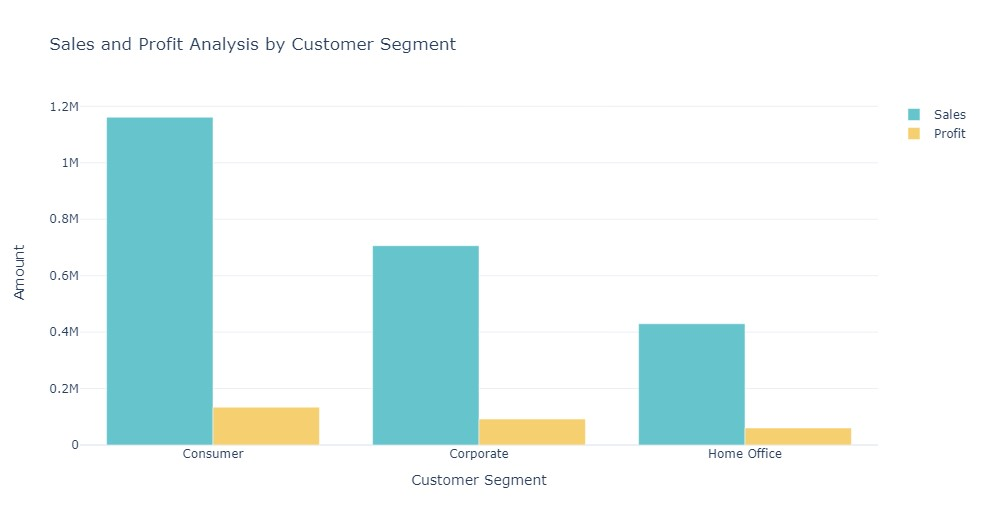 Sales and Profit Analysis by Customer Segment
1.2M
1M
0.8M
0.6M
0.4M
0.2M
0
Amount
Consumer
Corporate
Home Office
Customer Segment
Sales
Profit